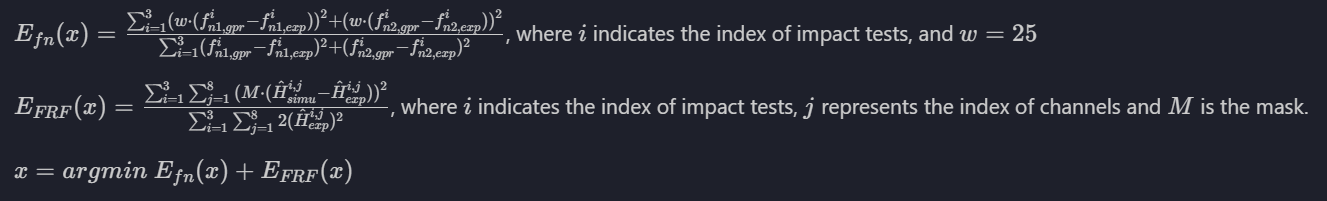 $E_{fn}(x) = \frac{\sum_{i=1}^{3}(w \cdot (f^{i}_{n1,gpr} - f^{i}_{n1,exp}))^2 + (w \cdot (f^{i}_{n2,gpr} - f^{i}_{n2,exp}))^2}{\sum_{i=1}^{3}(f^{i}_{n1,gpr} - f^{i}_{n1,exp})^2 + (f^{i}_{n2,gpr} - f^{i}_{n2,exp})^2}$, where $i$ indicates the index of impact tests, and $w = 25$
$E_{FRF}(x) = \frac{\sum_{i=1}^{3} \sum_{j=1}^{8} (M \cdot (\hat{H}^{i,j}_{simu} - \hat{H}^{i,j}_{exp}))^2}{\sum_{i=1}^{3} \sum_{j=1}^{8} 2(\hat{H}^{i,j}_{exp})^2}$, where $i$ indicates the index of impact tests, $j$ represents the index of channels and $M$ is the mask.
$x = argmin \ E_{fn}(x) + E_{FRF}(x)$